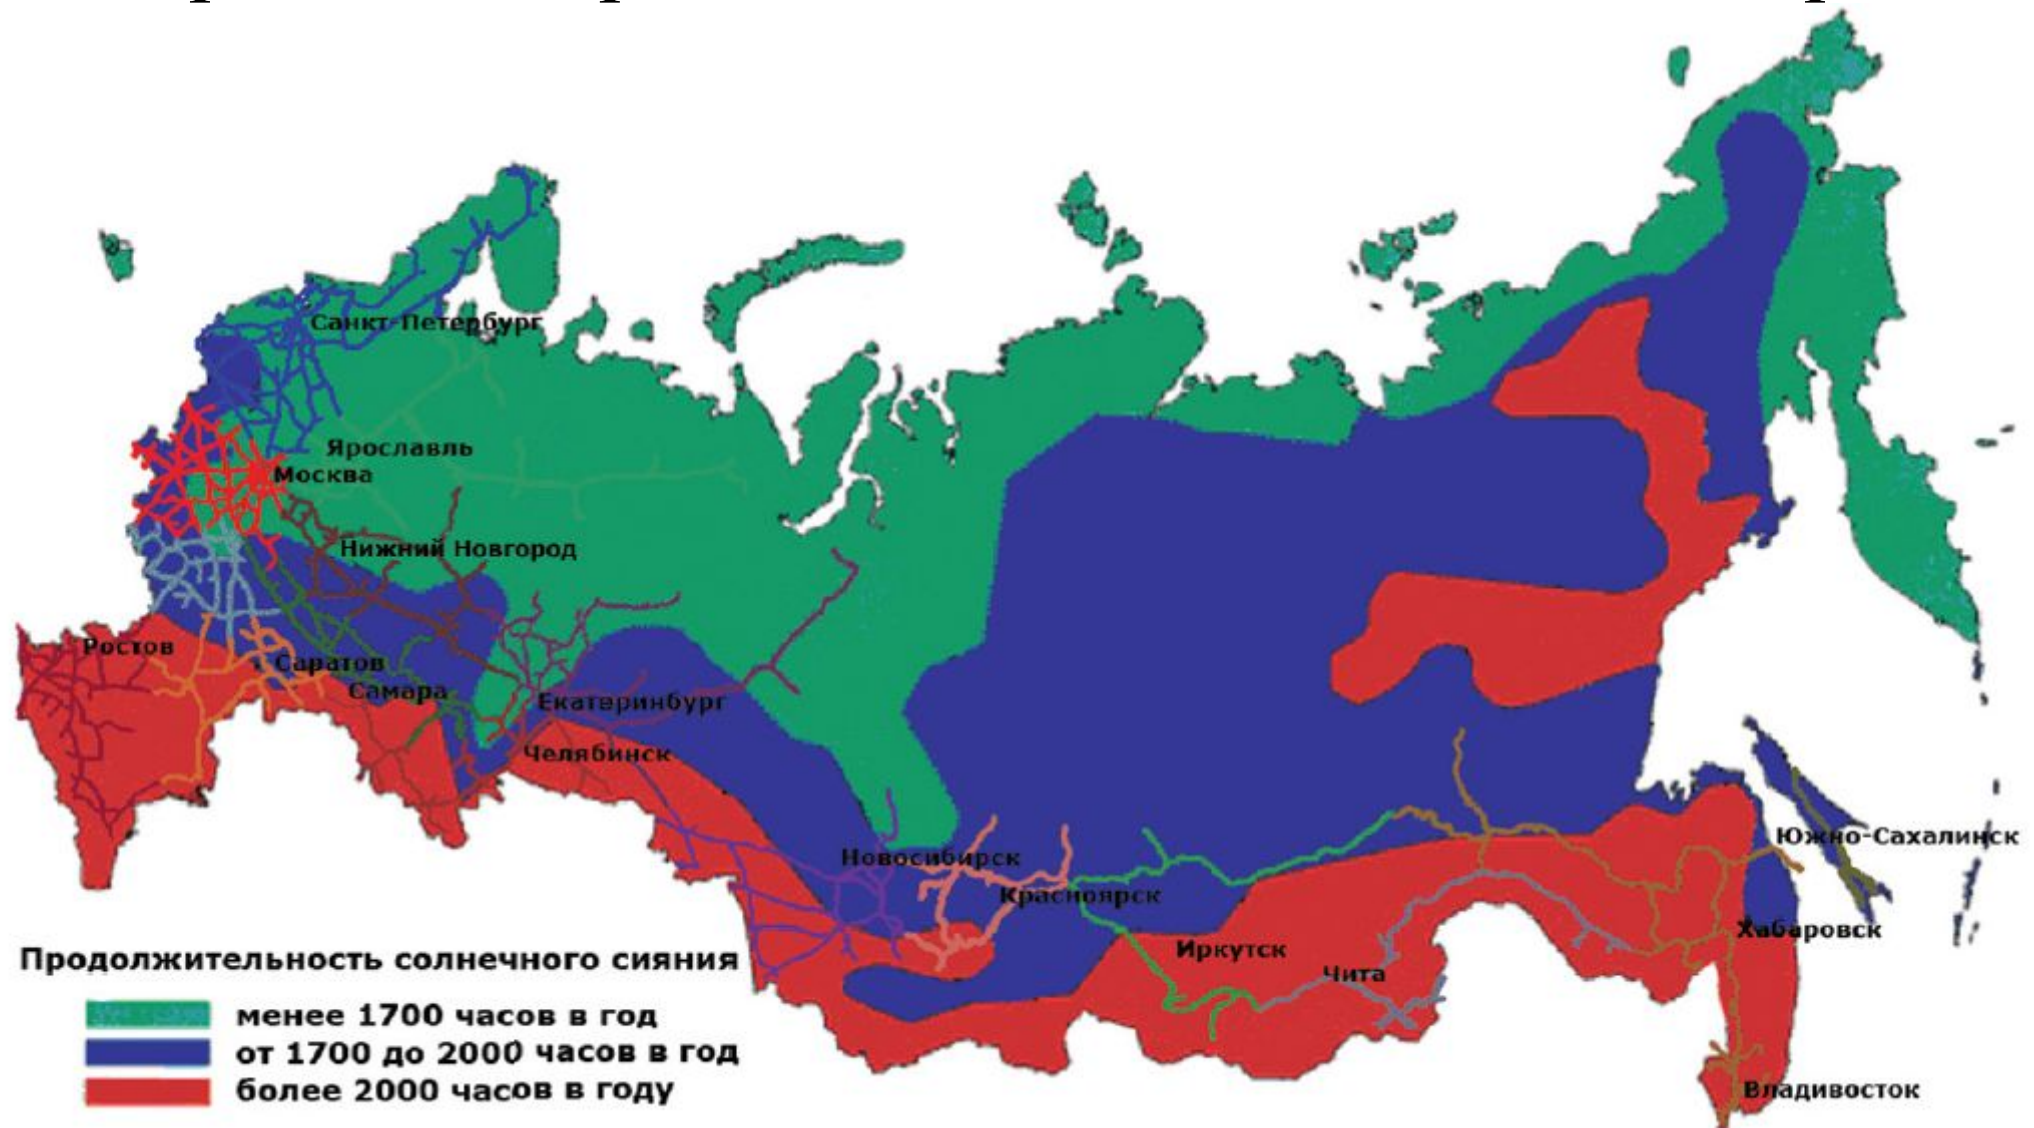 Санкт-Петербург
Ярославль
Москва
Нижний Новгород
Ростов
Саратов
Самара
Екатеринбург
Челябинск
Новосибирск
Красноярск
Иркутск
Чита
Южно-Сахалинск
Хабаровск
Владивосток
Продолжительность солнечного сияния
менее 1700 часов в год
от 1700 до 2000 часов в год
более 2000 часов в году